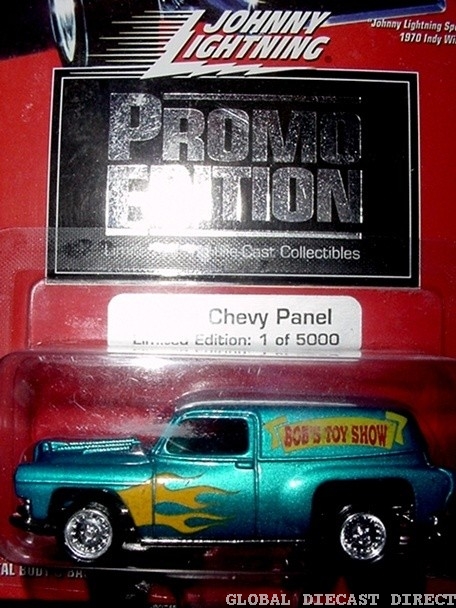 JOHNNY
LIGHTNING
"Johnny Lightning Spe
1970 Indy Wi
PROMO
EDITION
Die Cast Collectibles
Chevy Panel
Limited Edition: 1 of 5000
BOB'S TOY SHOW
GLOBAL DIECAST DIRECT